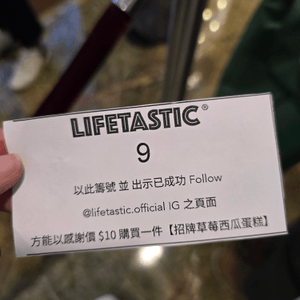 LIFETASTIC®
9
以此籌號 並 出示已成功 Follow
@lifetastic.official IG 之頁面
方能以感謝價 $10 購買一件【招牌草莓西瓜蛋糕】